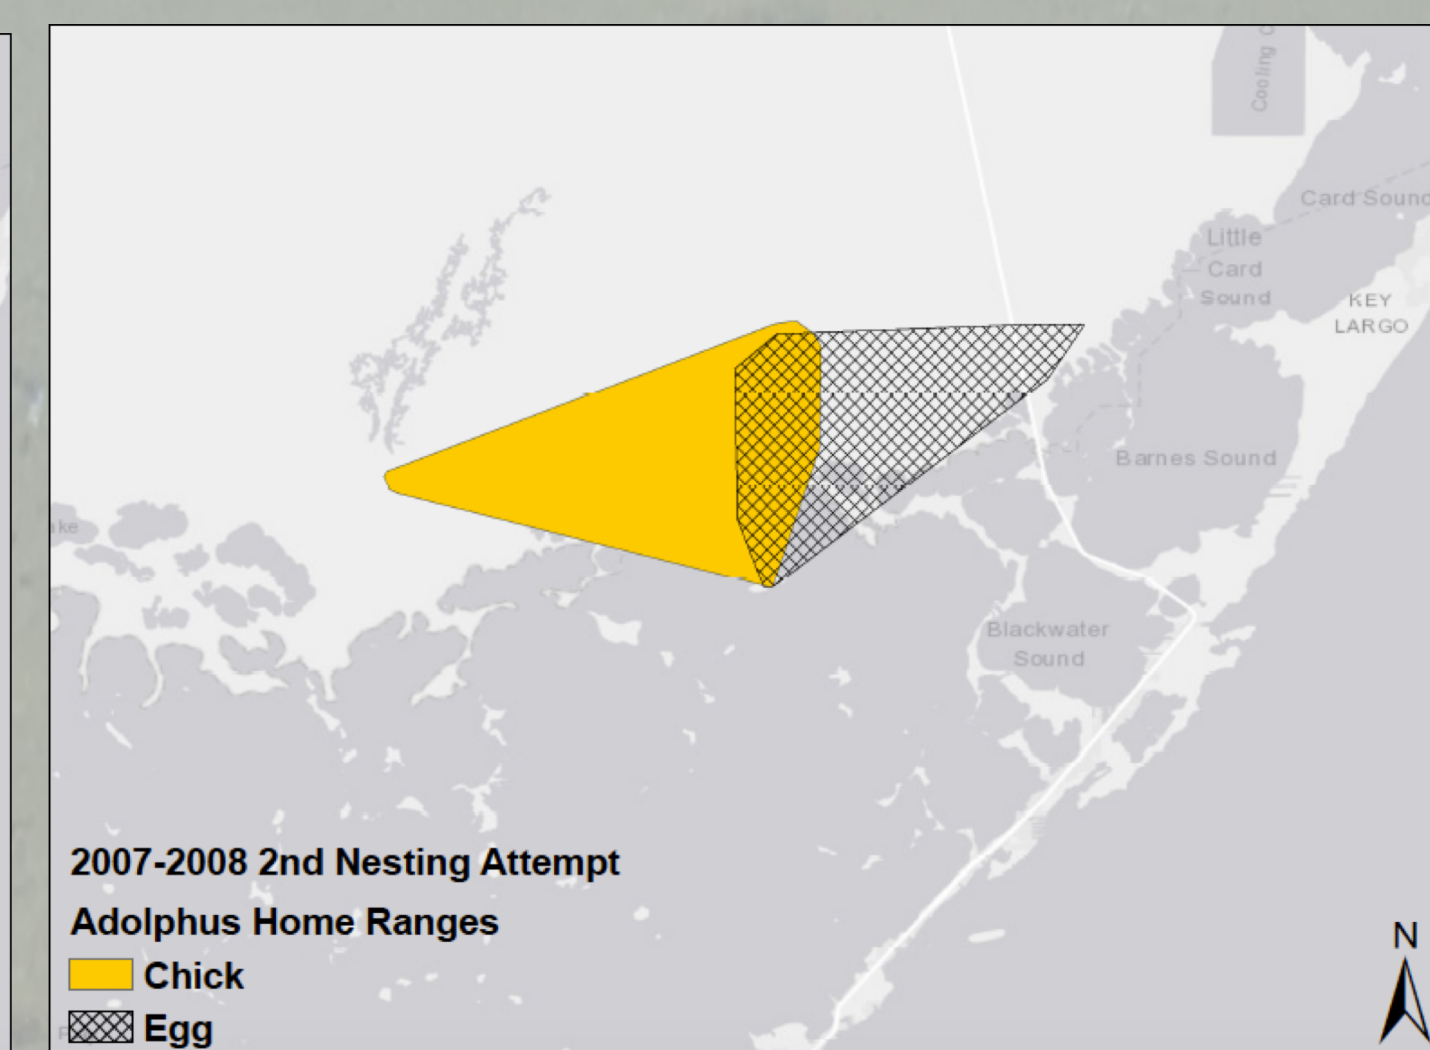 Cooling C
Card Sound
Little
Card
Sound
KEY
LARGO
Barnes Sound
ake
Blackwater
Sound
2007-2008 2nd Nesting Attempt
Adolphus Home Ranges
Chick
Egg
N